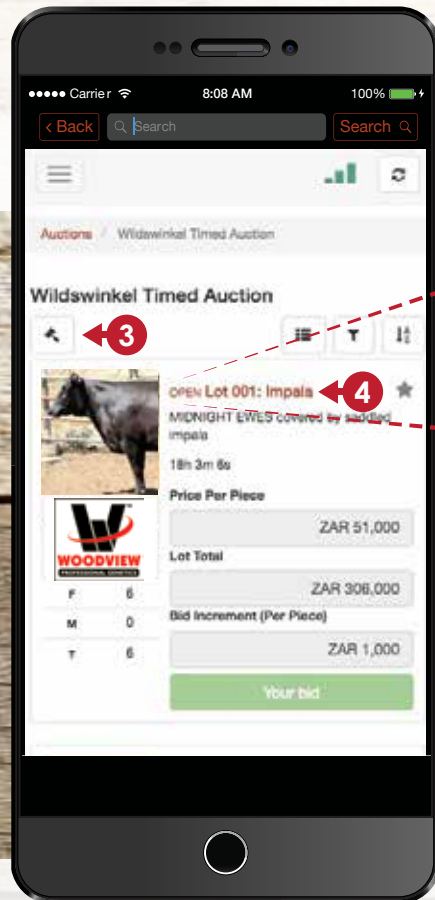 Carrier 8:08 AM 100%
< Back Search Search
Auctions / Wildswinkel Timed Auction
Wildswinkel Timed Auction
3
OPEN Lot 001: Impala 4
MIDNIGHT EWES covered by saddled
impala
18h 3m 6s
Price Per Piece
ZAR 51,000
Lot Total
ZAR 306,000
Bid Increment (Per Piece)
ZAR 1,000
Your bid
W
WOODVIEW
PROFESSIONAL GENETICS
F 6
M 0
T 6